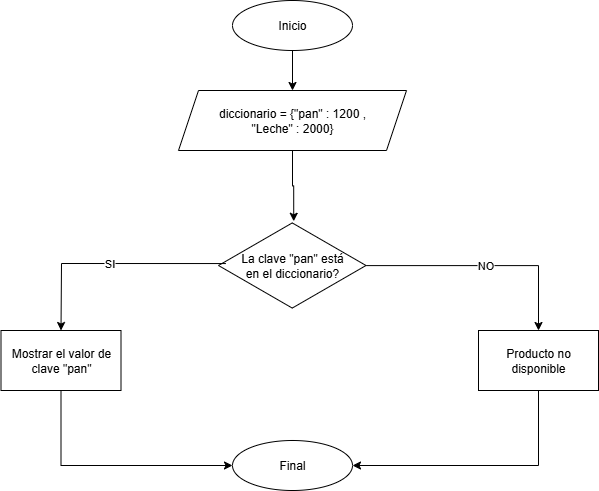 Inicio
diccionario = {"pan" : 1200 ,
"Leche" : 2000}
La clave "pan" está
en el diccionario?
SI
NO
Mostrar el valor de
clave "pan"
Producto no
disponible
Final